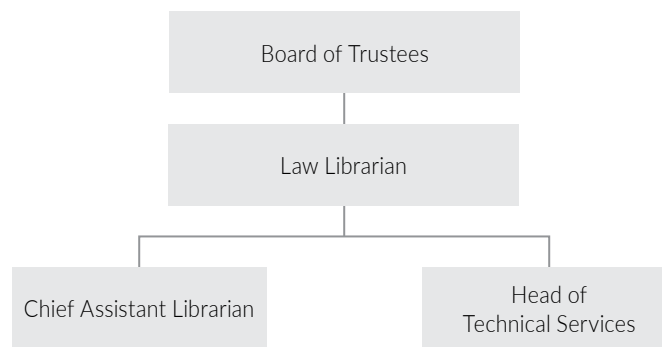 Board of Trustees
Law Librarian
Chief Assistant Librarian
Head of
Technical Services